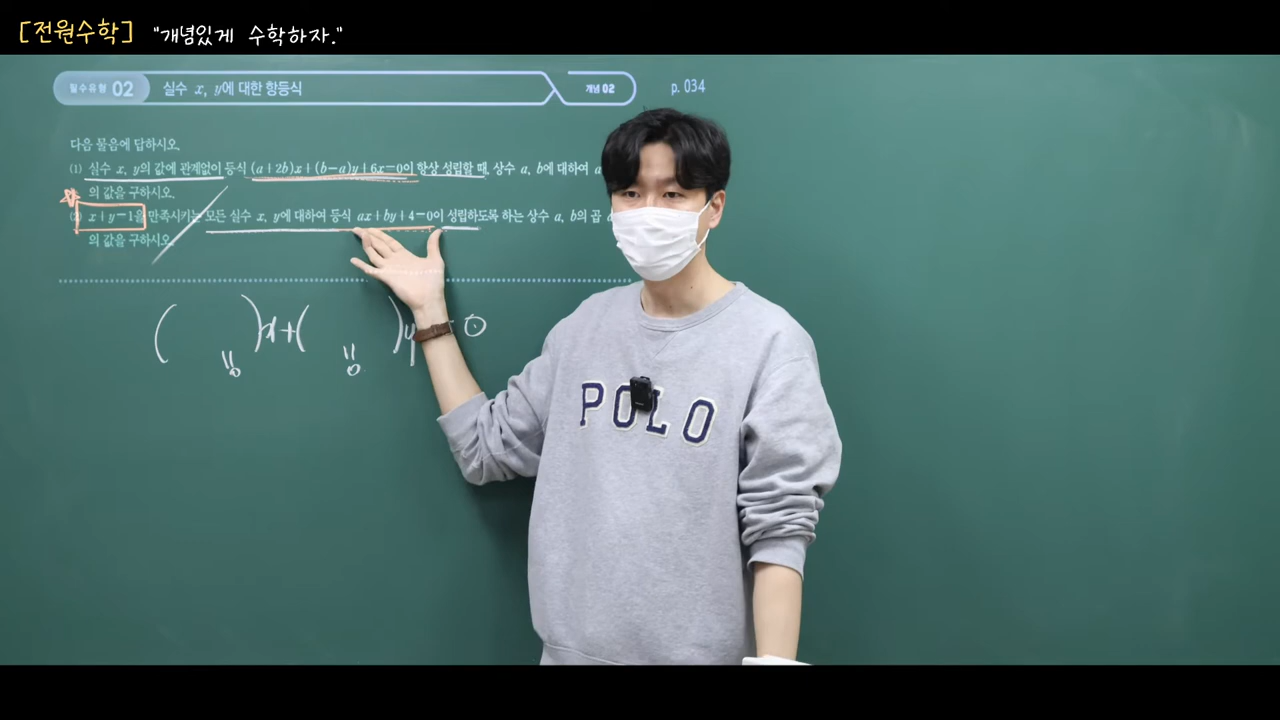 [전원수학] "개념있게 수학하자."
필수유형 02 실수 x, y에 대한 항등식 개념 02 p. 034
다음 물음에 답하시오.
(1) 실수 x, y의 값에 관계없이 등식 (a+2b)x+(b-a)y+6x=0이 항상 성립할 때, 상수 a, b에 대하여 a
의 값을 구하시오.
(2) x+y=1을 만족시키는 모든 실수 x, y에 대하여 등식 ax+by+4=0이 성립하도록 하는 상수 a, b의 곱
의 값을 구하시오.
( )x+( )y = 0
0 0
POLO